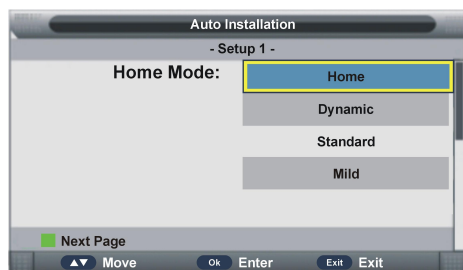 Auto Installation
- Setup 1 -
Home Mode: Home
Dynamic
Standard
Mild
Next Page
▲▼ Move Ok Enter Exit Exit